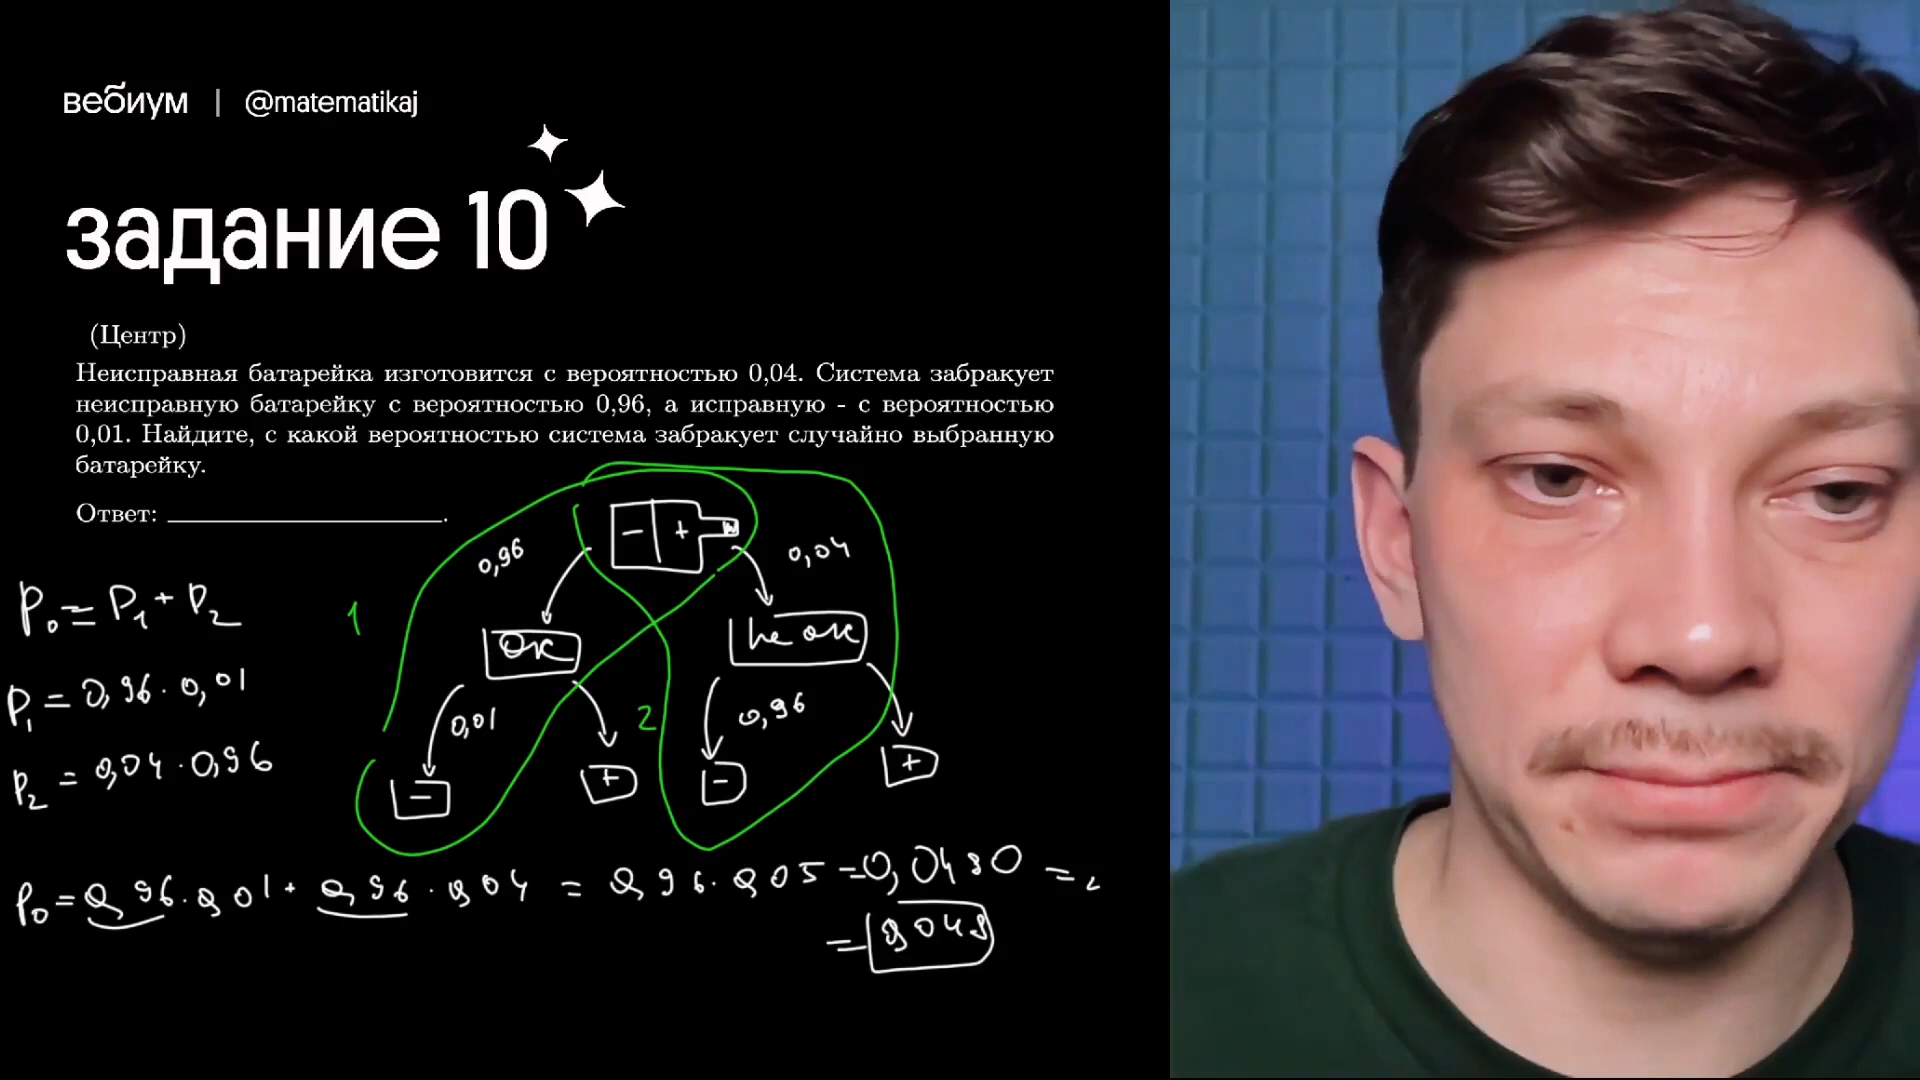 вебиум | @matematikaj
задание 10
(Центр)
Неисправная батарейка изготовится с вероятностью 0,04. Система забракует
неисправную батарейку с вероятностью 0,96, а исправную - с вероятностью
0,01. Найдите, с какой вероятностью система забракует случайно выбранную
батарейку.
Ответ: ____________.
- +
0,96
0,04
P₀ = P₁ + P₂
1
ок
не ок
P₁ = 0,96 · 0,01
0,01
2
0,96
P₂ = 0,04 · 0,96
-
+
-
+
P₀ = 0,96 · 0,01 + 0,96 · 0,04 = 0,96 · 0,05 = 0,0480 =
= 0,048